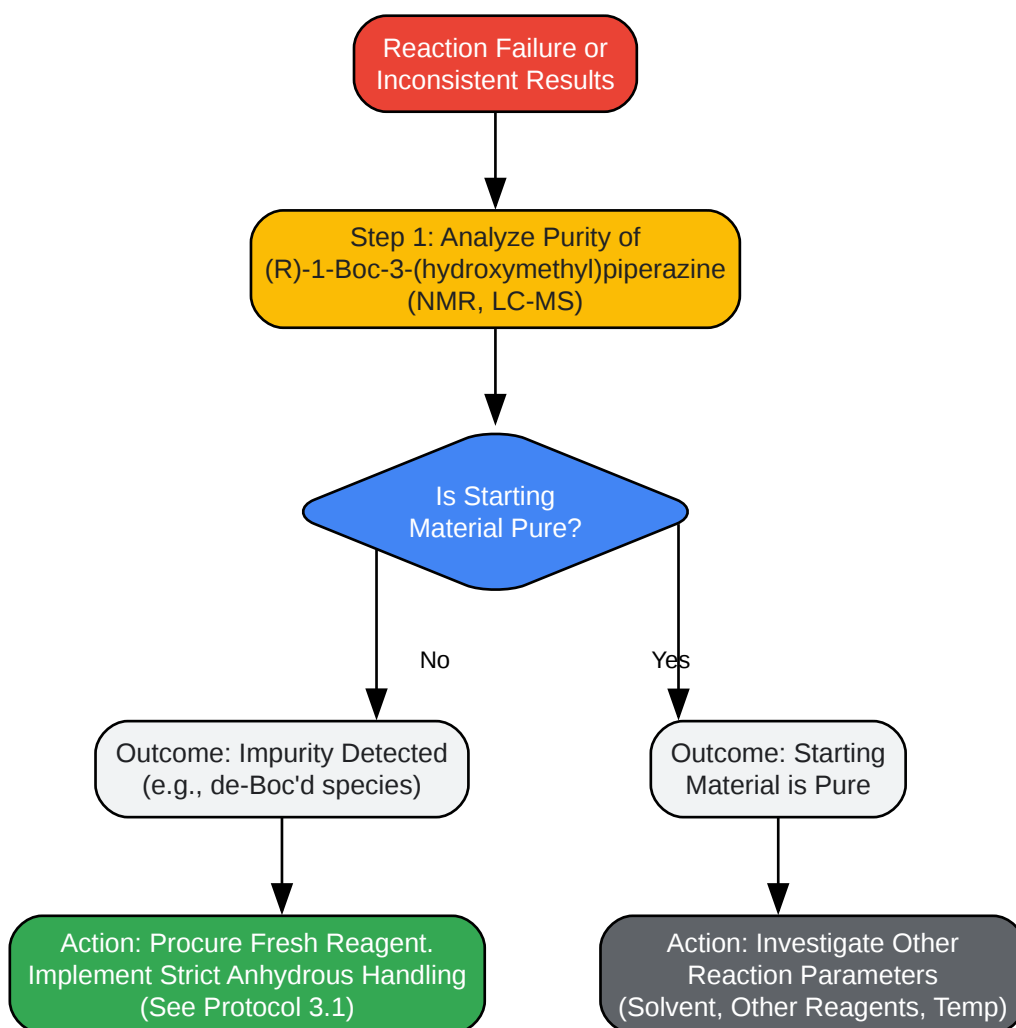 Reaction Failure or
Inconsistent Results
Step 1: Analyze Purity of
(R)-1-Boc-3-(hydroxymethyl)piperazine
(NMR, LC-MS)
Is Starting
Material Pure?
No
Yes
Outcome: Impurity Detected
(e.g., de-Boc'd species)
Outcome: Starting
Material is Pure
Action: Procure Fresh Reagent.
Implement Strict Anhydrous Handling
(See Protocol 3.1)
Action: Investigate Other
Reaction Parameters
(Solvent, Other Reagents, Temp)